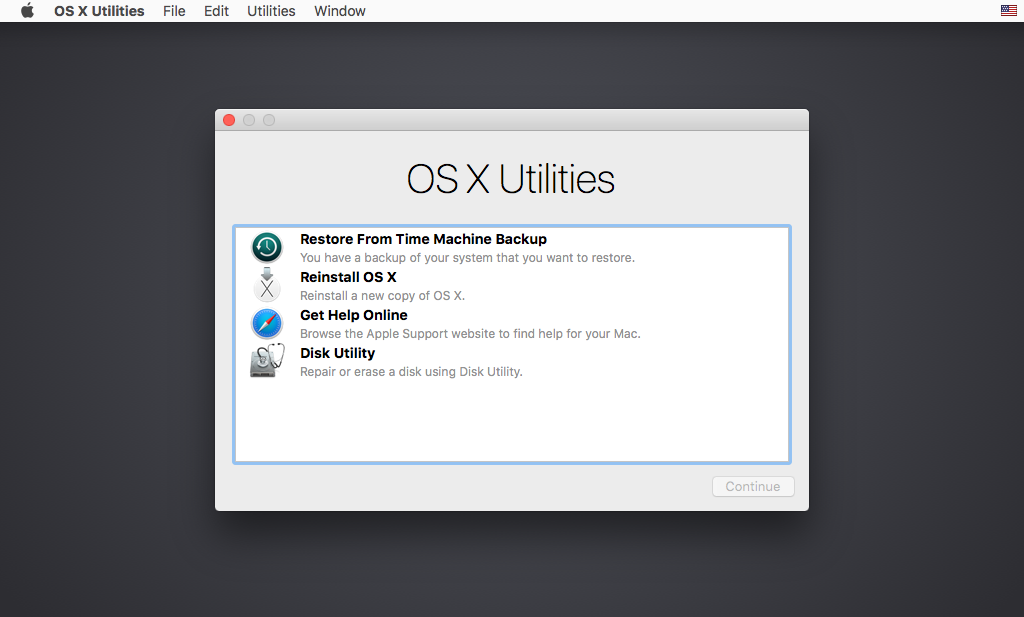 OS X Utilities File Edit Utilities Window
OS X Utilities
Restore From Time Machine Backup
You have a backup of your system that you want to restore.
Reinstall OS X
Reinstall a new copy of OS X.
Get Help Online
Browse the Apple Support website to find help for your Mac.
Disk Utility
Repair or erase a disk using Disk Utility.
Continue